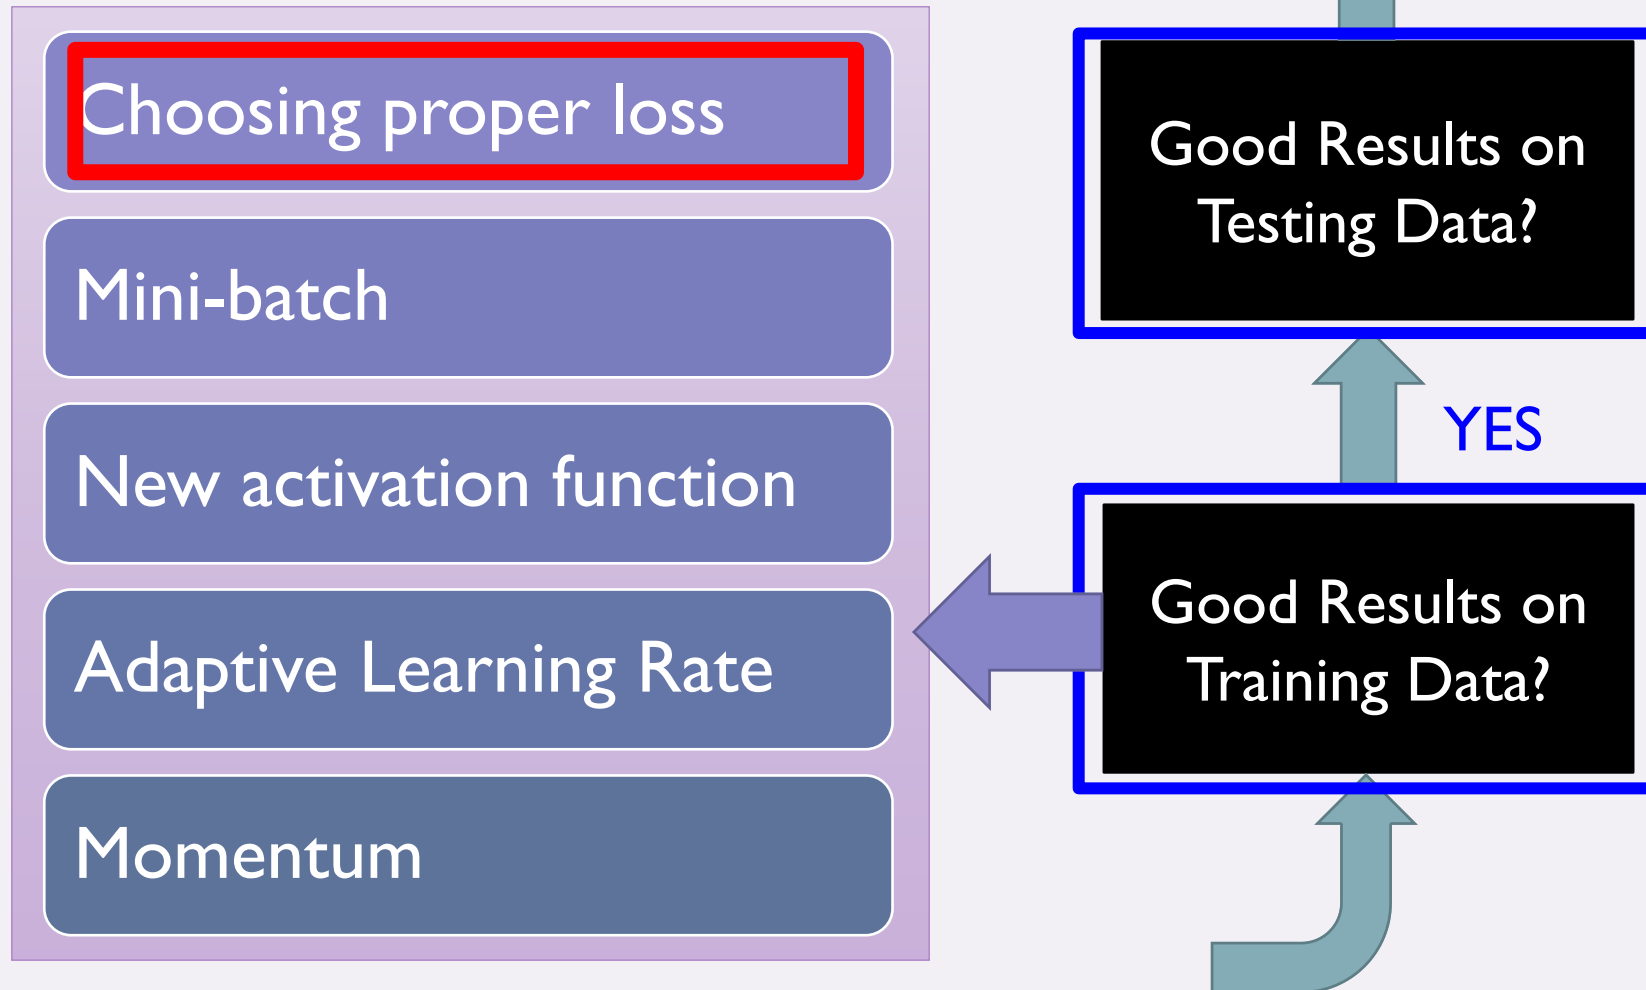 Choosing proper loss
Mini-batch
New activation function
Adaptive Learning Rate
Momentum
Good Results on
Testing Data?
YES
Good Results on
Training Data?